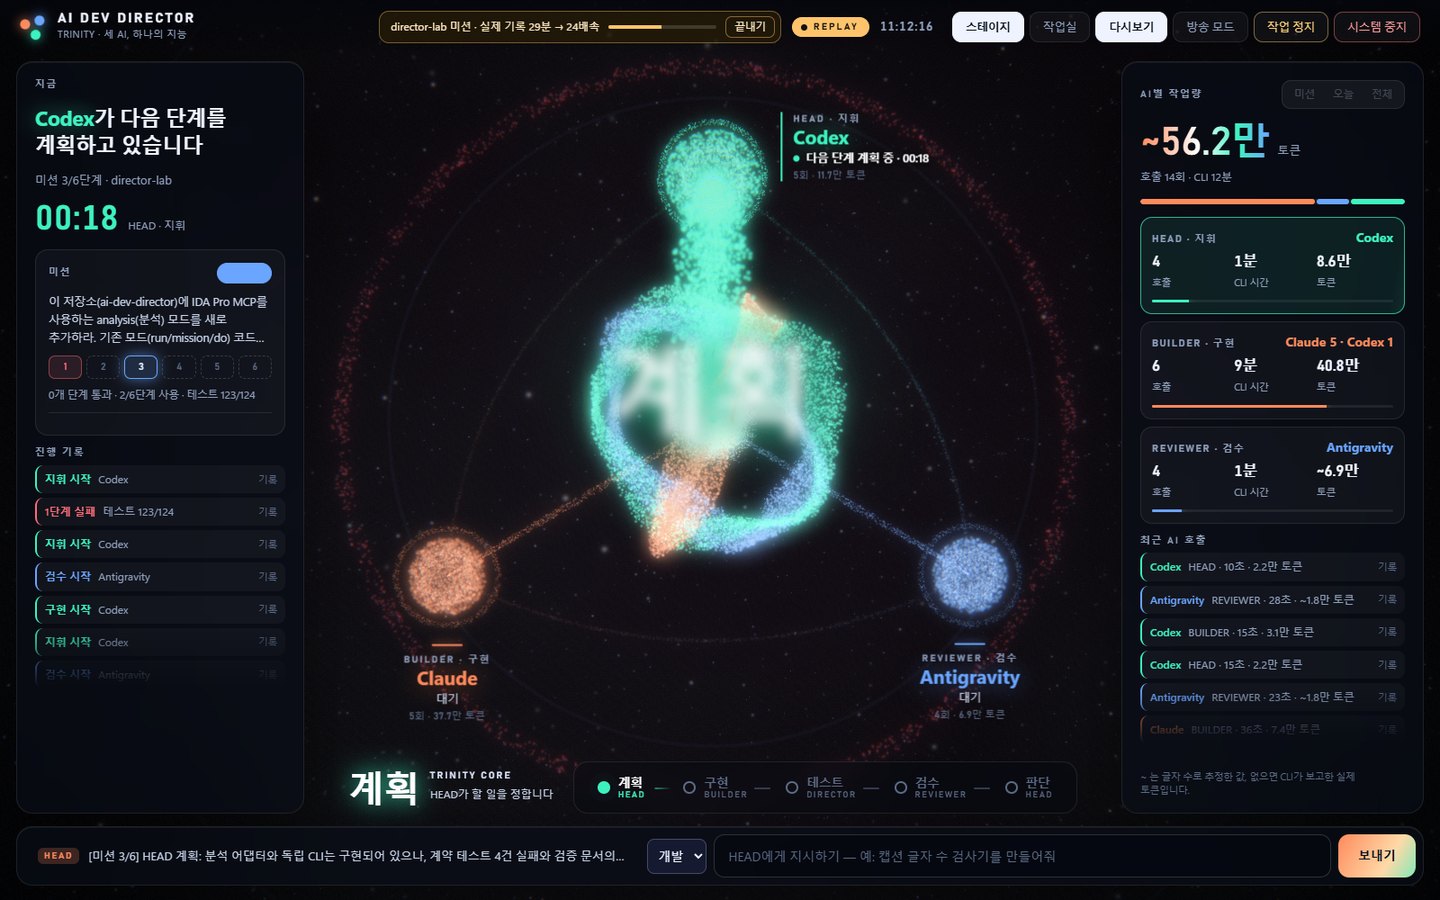 AI DEV DIRECTOR
TRINITY · 세 AI, 하나의 지능
director-lab 미션 · 실제 기록 29분 → 24배속
끝내기
REPLAY
11:12:16
스테이지
작업실
다시보기
방송 모드
작업 정지
시스템 중지
지금
Codex가 다음 단계를
계획하고 있습니다
미션 3/6단계 · director-lab
00:18 HEAD · 지휘
미션
이 저장소(ai-dev-director)에 IDA Pro MCP를
사용하는 analysis(분석) 모드를 새로
추가하라. 기존 모드(run/mission/do) 코드...
1 2 3 4 5 6
0개 단계 통과 · 2/6단계 사용 · 테스트 123/124
진행 기록
지휘 시작 Codex 기록
1단계 실패 테스트 123/124 기록
지휘 시작 Codex 기록
검수 시작 Antigravity 기록
구현 시작 Codex 기록
지휘 시작 Codex 기록
검수 시작 Antigravity 기록
HEAD · 지휘
Codex
다음 단계 계획 중 · 00:18
5회 · 11.7만 토큰
계획
BUILDER · 구현
Claude
대기
5회 · 37.7만 토큰
REVIEWER · 검수
Antigravity
대기
4회 · 6.9만 토큰
계획
TRINITY CORE
HEAD가 할 일을 정합니다
계획 HEAD
구현 BUILDER
테스트 DIRECTOR
검수 REVIEWER
판단 HEAD
AI별 작업량
미션 오늘 전체
~56.2만 토큰
호출 14회 · CLI 12분
HEAD · 지휘 Codex
4 1분 8.6만
호출 CLI 시간 토큰
BUILDER · 구현 Claude 5 · Codex 1
6 9분 40.8만
호출 CLI 시간 토큰
REVIEWER · 검수 Antigravity
4 1분 ~6.9만
호출 CLI 시간 토큰
최근 AI 호출
Codex HEAD · 10초 · 2.2만 토큰 기록
Antigravity REVIEWER · 28초 · ~1.8만 토큰 기록
Codex BUILDER · 15초 · 3.1만 토큰 기록
Codex HEAD · 15초 · 2.2만 토큰 기록
Antigravity REVIEWER · 23초 · ~1.8만 토큰 기록
Claude BUILDER · 36초 · 7.4만 토큰 기록
~ 는 글자 수로 추정한 값, 없으면 CLI가 보고한 실제
토큰입니다.
HEAD [미션 3/6] HEAD 계획: 분석 어댑터와 독립 CLI는 구현되어 있으나, 계약 테스트 4건 실패와 검증 문서의...
개발
HEAD에게 지시하기 — 예: 캡션 글자 수 검사기를 만들어줘
보내기